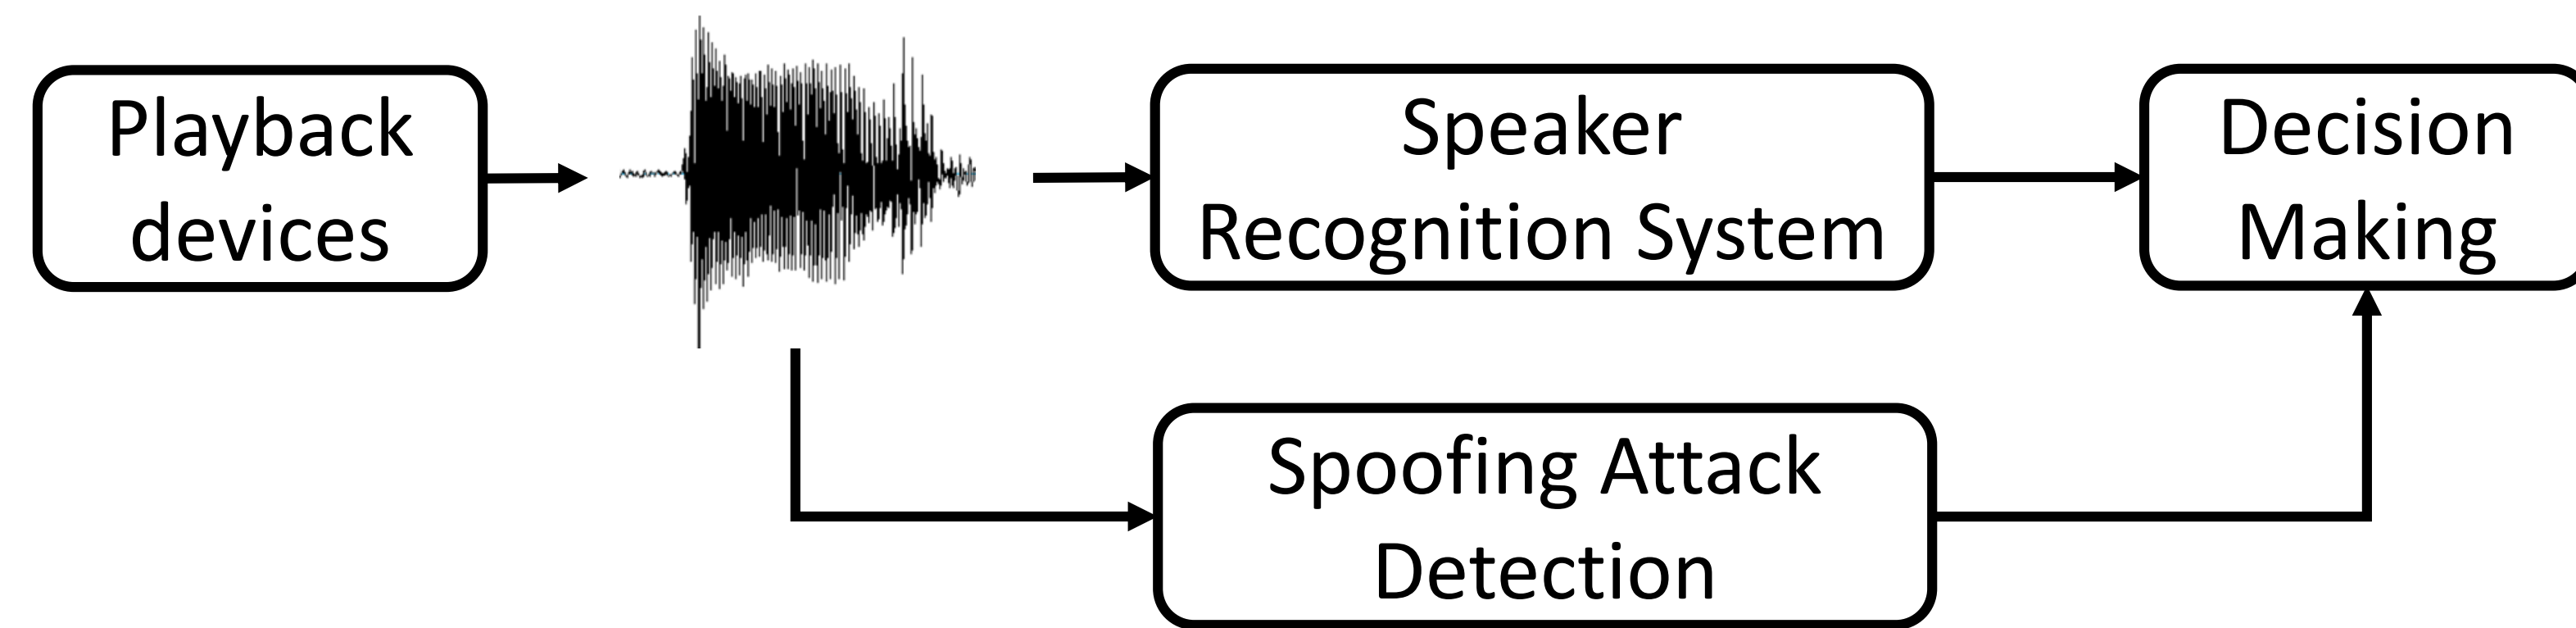 Playback
devices
Speaker
Recognition System
Decision
Making
Spoofing Attack
Detection